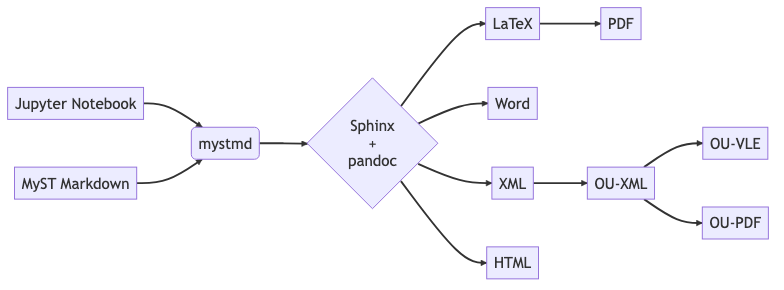 Jupyter Notebook
MyST Markdown
mystmd
Sphinx
+
pandoc
LaTeX
PDF
Word
XML
OU-XML
OU-VLE
OU-PDF
HTML